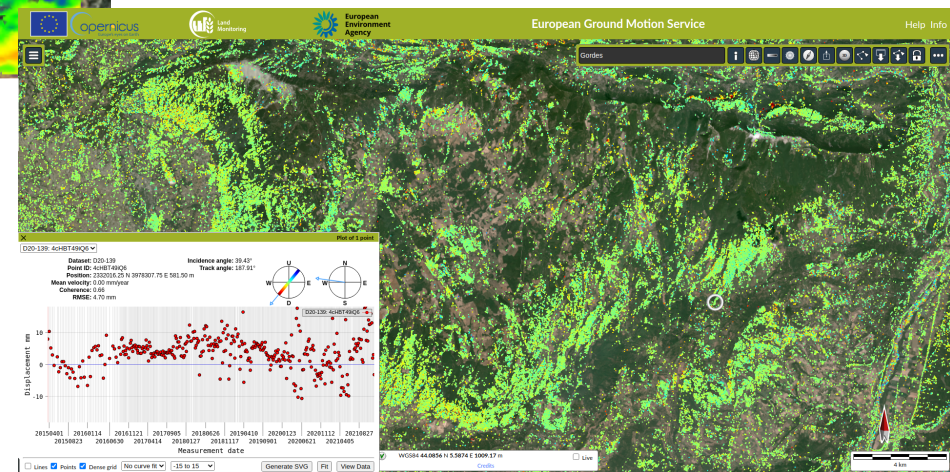 opernicus
Land
Monitoring
European
Environment
Agency
European Ground Motion Service
Help Info
Gordes
Plot of 1 point
D20-139: 4cHBT49iQ6
Dataset: D20-139
Point ID: 4cHBT49iQ6
Position: 2332016.25 N 3978307.75 E 581.50 m
Mean velocity: 0.00 mm/year
Coherence: 0.66
RMSE: 4.70 mm
Incidence angle: 39.43°
Track angle: 187.91°
U
W E
D
N
W E
S
D20-139: 4cHBT49iQ6
Displacement mm
10
0
-10
20150401 20160114 20161121 20170905 20180626 20190410 20200123 20201112 20210827
20150823 20160630 20170414 20180127 20181117 20190901 20200621 20210405
Measurement date
Lines Points Dense grid No curve fit -15 to 15 Generate SVG Fit View Data
WGS84 44.0856 N 5.5874 E 1009.17 m
Live
Credits
4 km